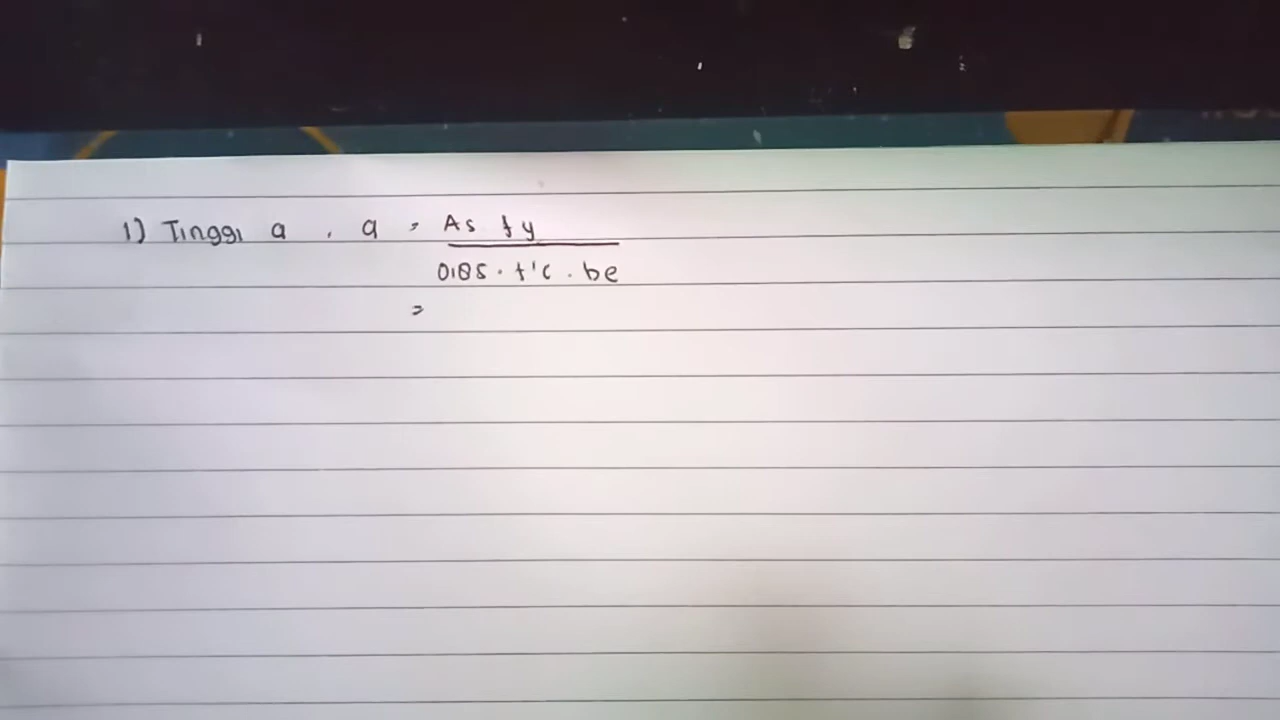 1) Tinggi a , a = As fy
0,85 . f'c . be
=